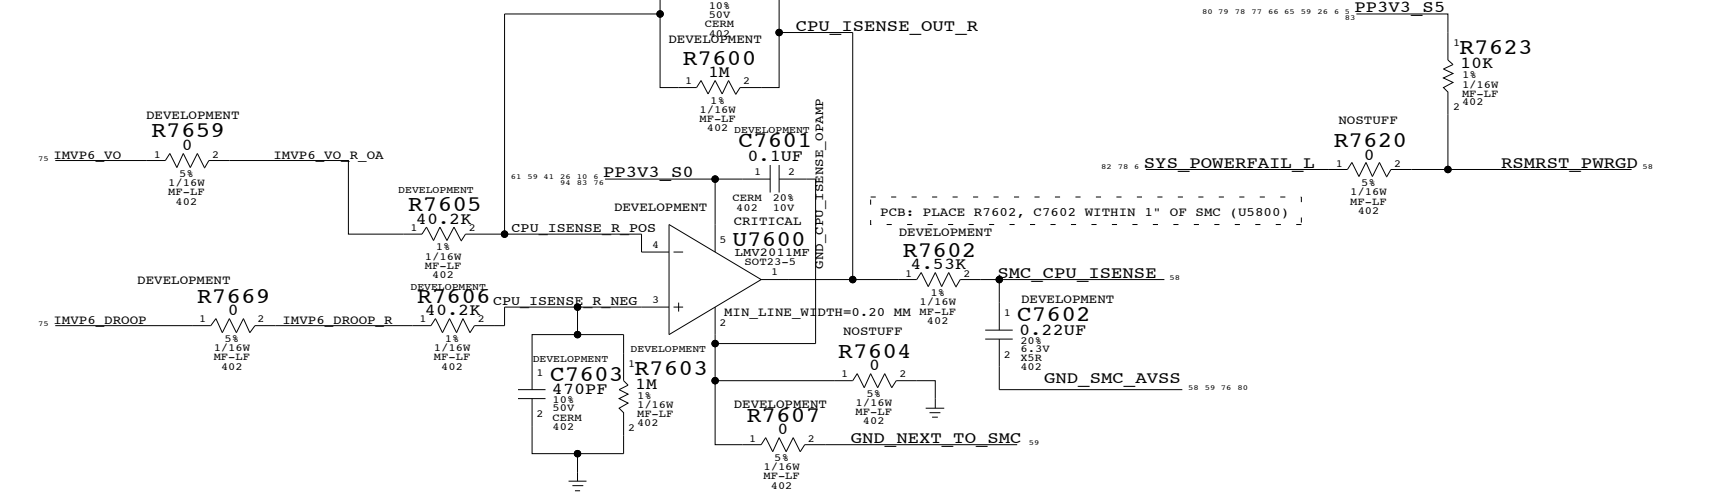 10%
50V
CERM
402
CPU_ISENSE_OUT_R
80 79 78 77 66 65 59 26 6 5
83
PP3V3_S5
DEVELOPMENT
R7600
1M
1 2
1%
1/16W
MF-LF
402
1
R7623
10K
1%
1/16W
MF-LF
402
2
DEVELOPMENT
R7659
0
75 IMVP6_VO 1 2 IMVP6_VO_R_OA
5%
1/16W
MF-LF
402
DEVELOPMENT
C7601
0.1UF
1 2
CERM 20%
402 10V
GND_CPU_ISENSE_OPAMP
61 59 41 26 10 6
94 83 76
PP3V3_S0
NOSTUFF
R7620
0
82 78 6 SYS_POWERFAIL_L 1 2 RSMRST_PWRGD 58
5%
1/16W
MF-LF
402
DEVELOPMENT
R7605
40.2K
1 2 CPU_ISENSE_R_POS
1%
1/16W
MF-LF
402
DEVELOPMENT
CRITICAL
U7600
LMV2011MF
SOT23-5
5
4
−
1
3
+
2
PCB: PLACE R7602, C7602 WITHIN 1" OF SMC (U5800)
DEVELOPMENT
R7602
4.53K
1 2 SMC_CPU_ISENSE 58
1%
1/16W
MF-LF
402
DEVELOPMENT
R7669
0
75 IMVP6_DROOP 1 2 IMVP6_DROOP_R
5%
1/16W
MF-LF
402
DEVELOPMENT
R7606
40.2K
1 2 CPU_ISENSE_R_NEG
1%
1/16W
MF-LF
402
MIN_LINE_WIDTH=0.20 MM
DEVELOPMENT
C7602
1
0.22UF
20%
6.3V
X5R
402
2
GND_SMC_AVSS 58 59 76 80
DEVELOPMENT
C7603
1
470PF
10%
50V
CERM
402
2
DEVELOPMENT
R7603
1
1M
1%
1/16W
MF-LF
402
2
NOSTUFF
R7604
0
1 2
5%
1/16W
MF-LF
402
DEVELOPMENT
R7607
0
1 2 GND_NEXT_TO_SMC 59
5%
1/16W
MF-LF
402